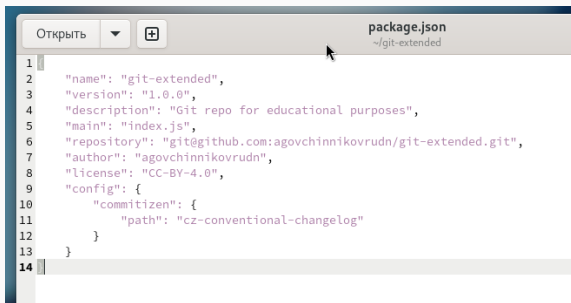 Открыть
package.json
~/git-extended
1 {
2 "name": "git-extended",
3 "version": "1.0.0",
4 "description": "Git repo for educational purposes",
5 "main": "index.js",
6 "repository": "git@github.com:agovchinnikovrudn/git-extended.git",
7 "author": "agovchinnikovrudn",
8 "license": "CC-BY-4.0",
9 "config": {
10 "commitizen": {
11 "path": "cz-conventional-changelog"
12 }
13 }
14 }